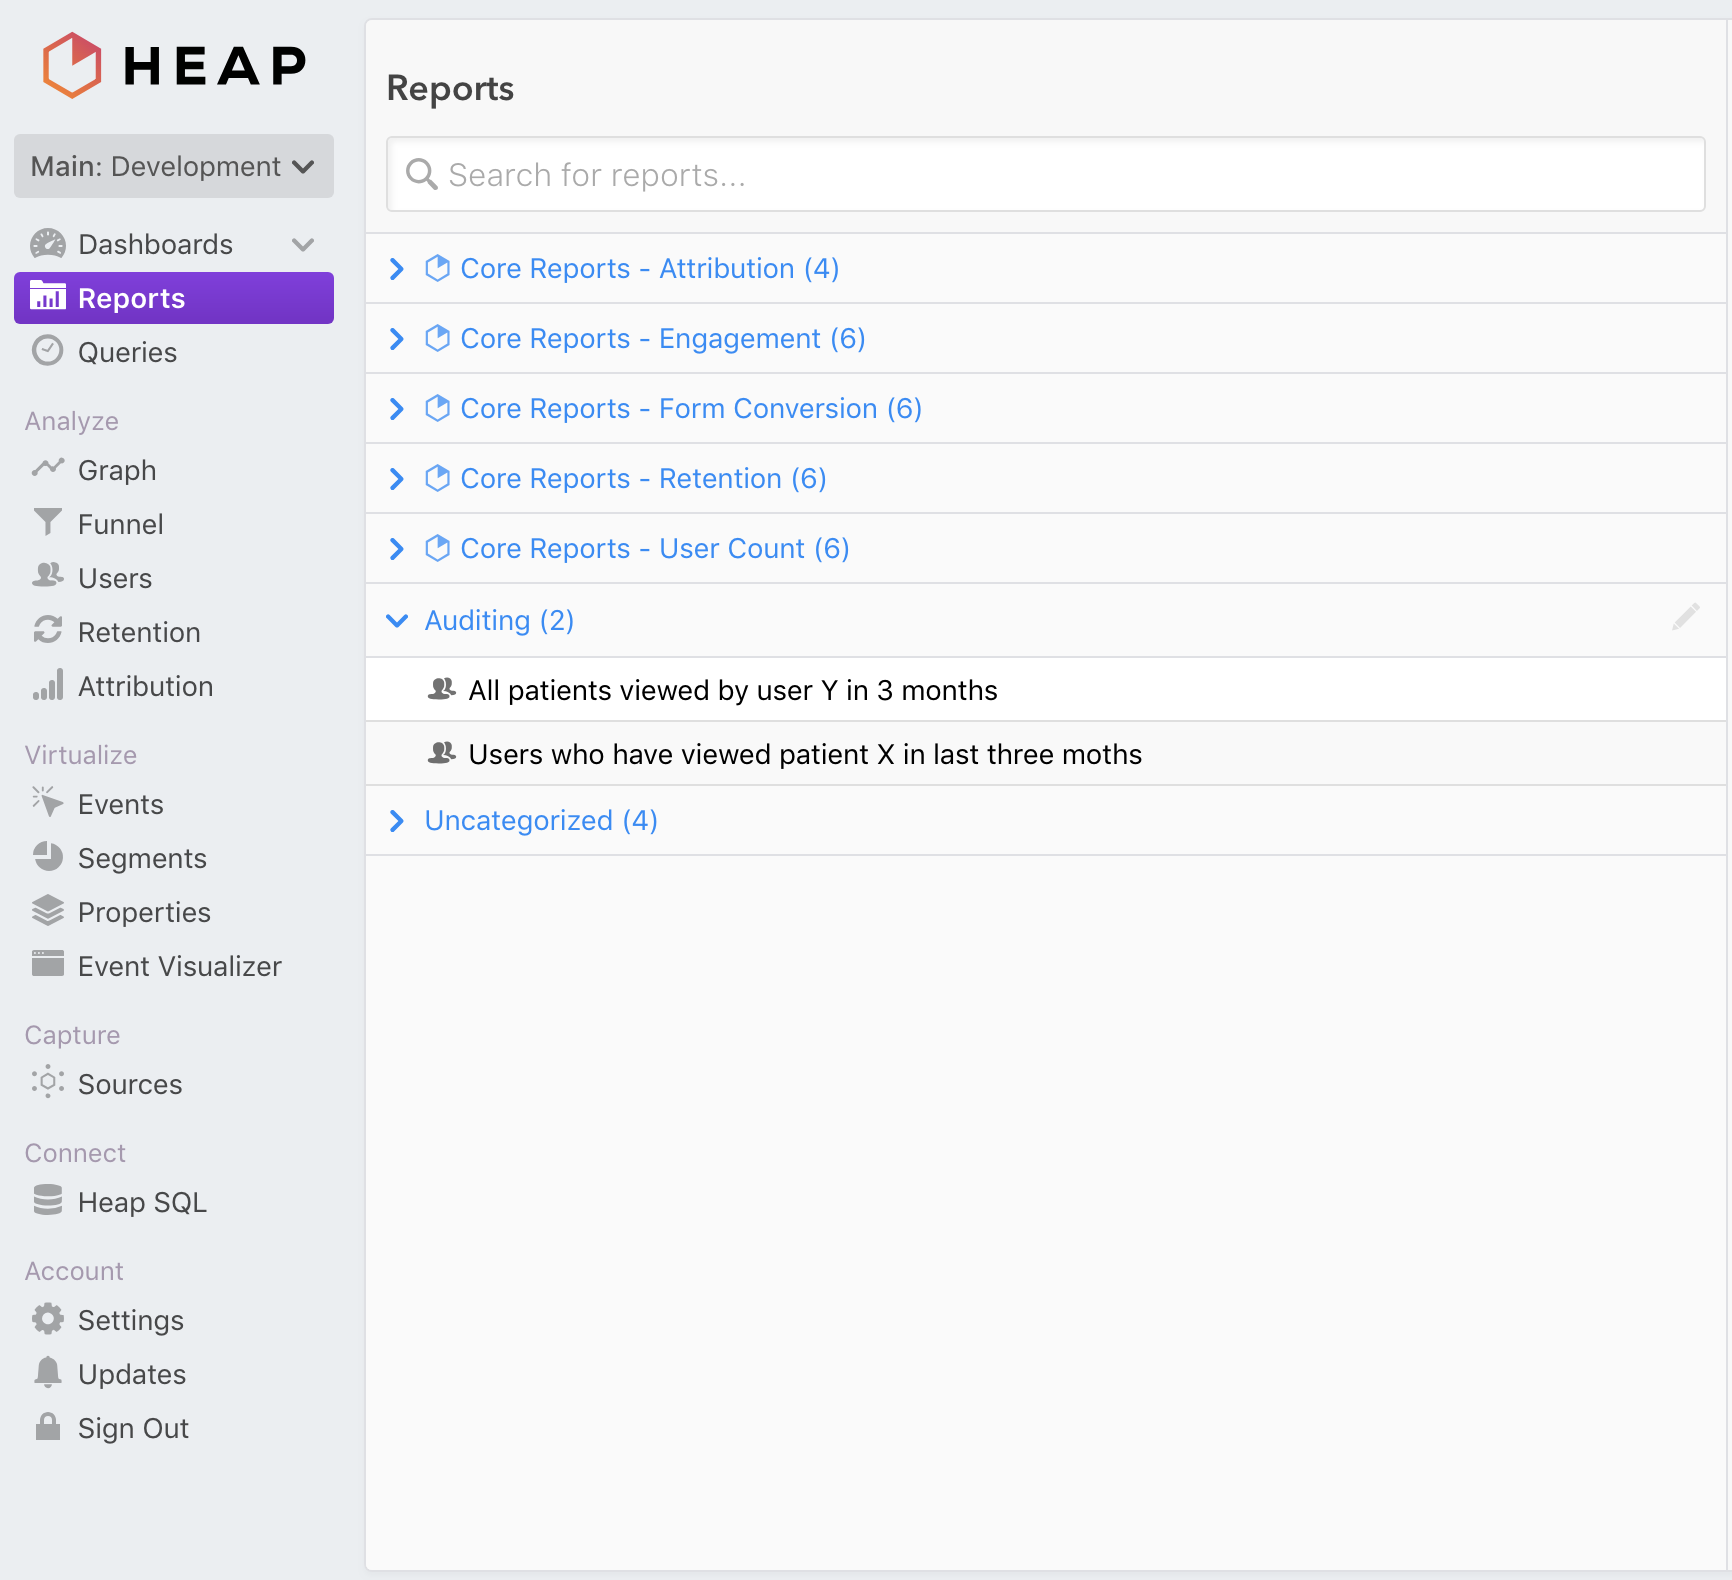 HEAP
Main: Development
Dashboards
Reports
Queries
Analyze
Graph
Funnel
Users
Retention
Attribution
Virtualize
Events
Segments
Properties
Event Visualizer
Capture
Sources
Connect
Heap SQL
Account
Settings
Updates
Sign Out
Reports
Search for reports...
Core Reports - Attribution (4)
Core Reports - Engagement (6)
Core Reports - Form Conversion (6)
Core Reports - Retention (6)
Core Reports - User Count (6)
Auditing (2)
All patients viewed by user Y in 3 months
Users who have viewed patient X in last three moths
Uncategorized (4)